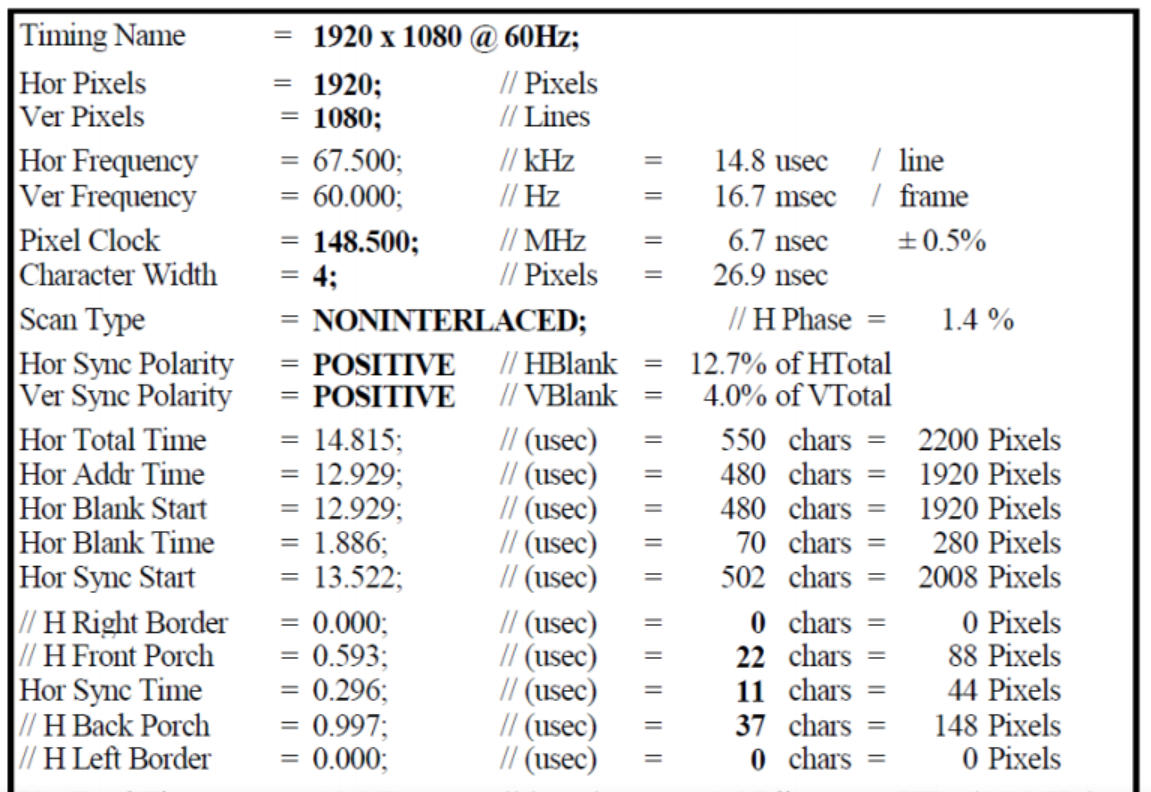 Timing Name = 1920 x 1080 @ 60Hz;
Hor Pixels = 1920; // Pixels
Ver Pixels = 1080; // Lines
Hor Frequency = 67.500; // kHz = 14.8 usec / line
Ver Frequency = 60.000; // Hz = 16.7 msec / frame
Pixel Clock = 148.500; // MHz = 6.7 nsec ± 0.5%
Character Width = 4; // Pixels = 26.9 nsec
Scan Type = NONINTERLACED; // H Phase = 1.4 %
Hor Sync Polarity = POSITIVE // HBlank = 12.7% of HTotal
Ver Sync Polarity = POSITIVE // VBlank = 4.0% of VTotal
Hor Total Time = 14.815; // (usec) = 550 chars = 2200 Pixels
Hor Addr Time = 12.929; // (usec) = 480 chars = 1920 Pixels
Hor Blank Start = 12.929; // (usec) = 480 chars = 1920 Pixels
Hor Blank Time = 1.886; // (usec) = 70 chars = 280 Pixels
Hor Sync Start = 13.522; // (usec) = 502 chars = 2008 Pixels
// H Right Border = 0.000; // (usec) = 0 chars = 0 Pixels
// H Front Porch = 0.593; // (usec) = 22 chars = 88 Pixels
Hor Sync Time = 0.296; // (usec) = 11 chars = 44 Pixels
// H Back Porch = 0.997; // (usec) = 37 chars = 148 Pixels
// H Left Border = 0.000; // (usec) = 0 chars = 0 Pixels